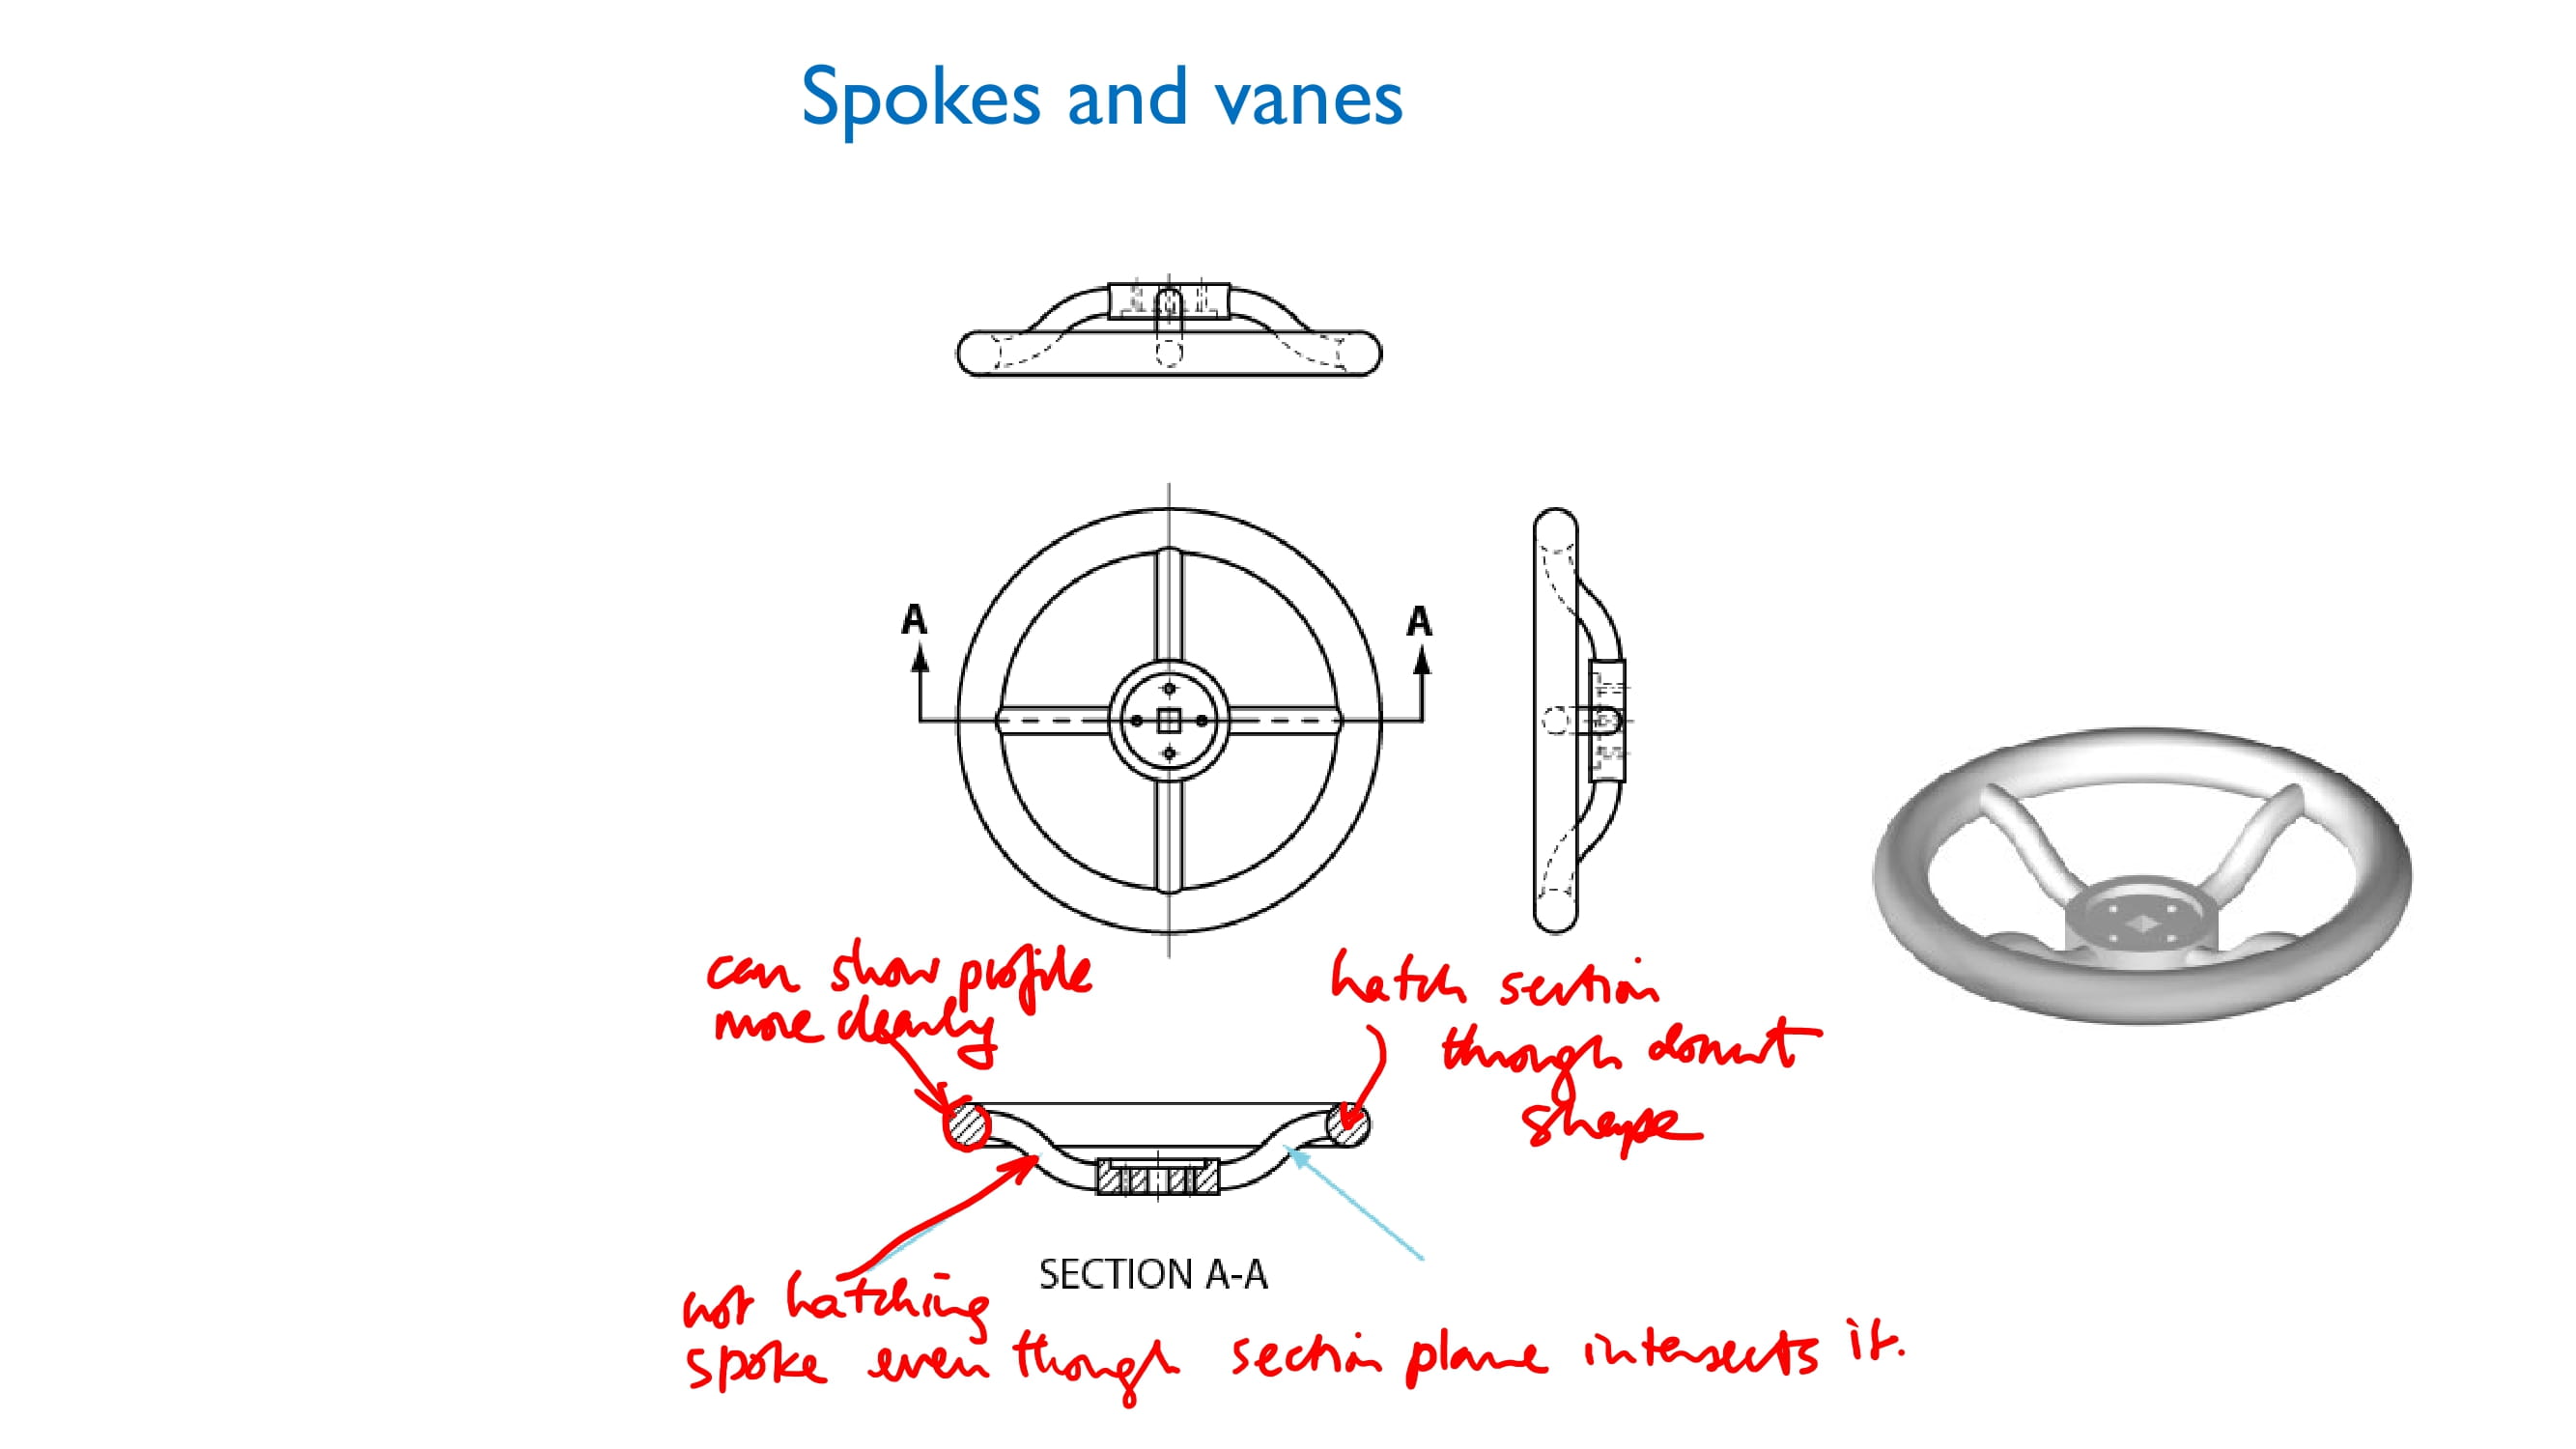 Spokes and vanes
A
A
can show profile
more clearly
hatch section
through donut
shape
SECTION A-A
not hatching
spoke even though section plane intersects it.